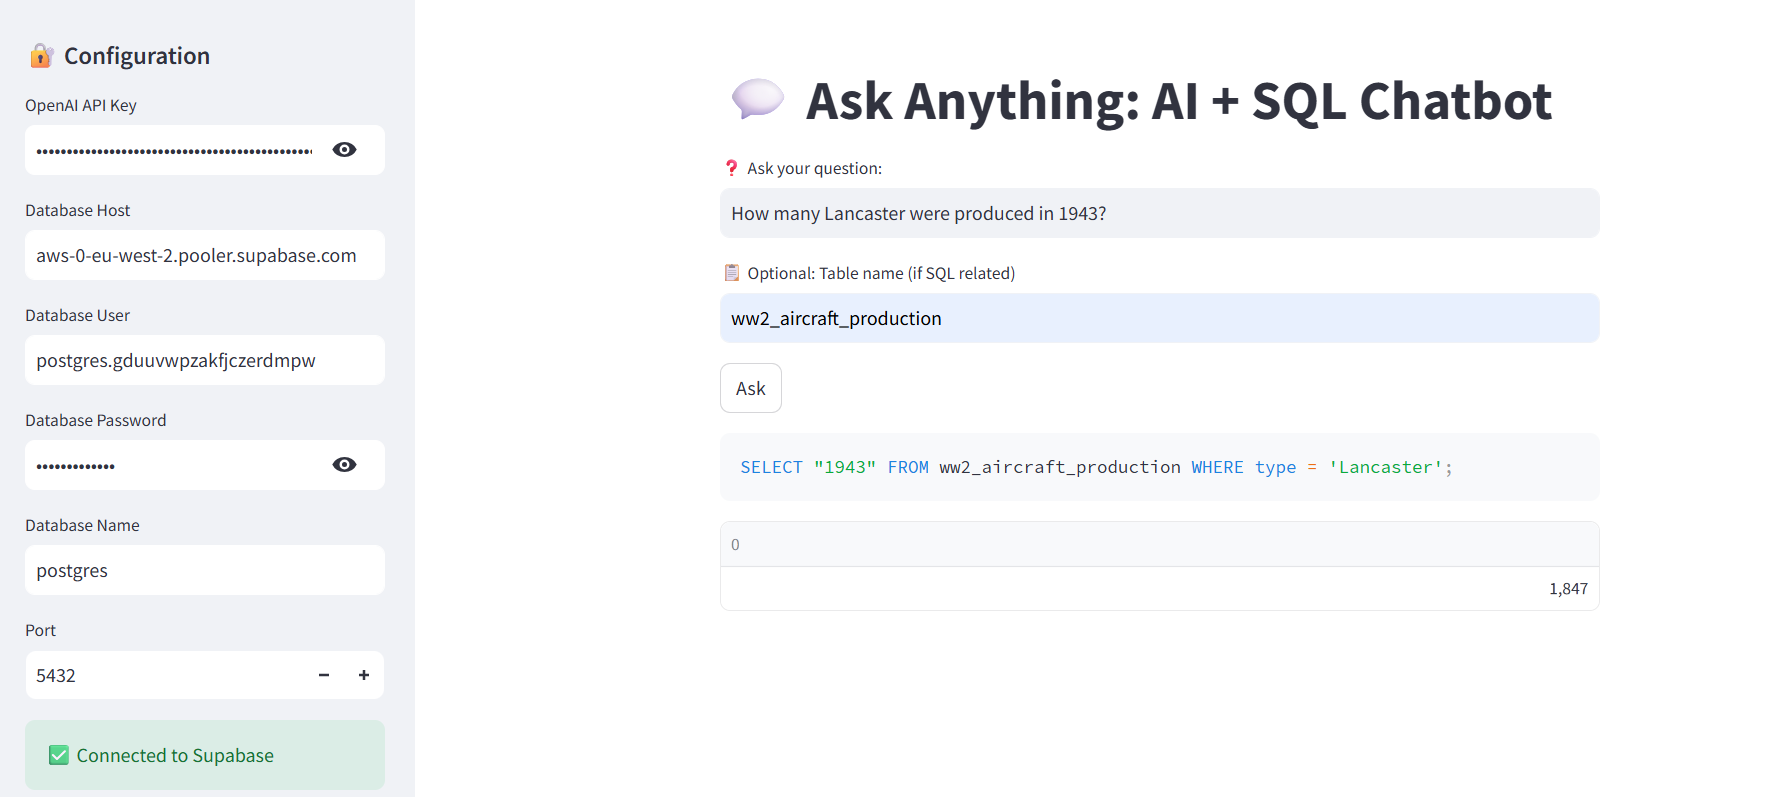 Configuration
OpenAI API Key
••••••••••••••••••••••••••••••••••••••••••••••
Database Host
aws-0-eu-west-2.pooler.supabase.com
Database User
postgres.gduuvwpzakfjczerdmpw
Database Password
•••••••••••••
Database Name
postgres
Port
5432
Connected to Supabase
Ask Anything: AI + SQL Chatbot
Ask your question:
How many Lancaster were produced in 1943?
Optional: Table name (if SQL related)
ww2_aircraft_production
Ask
SELECT "1943" FROM ww2_aircraft_production WHERE type = 'Lancaster';
0
1,847